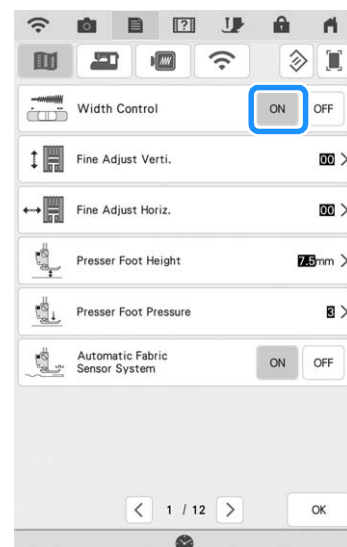 ?
Width Control ON OFF
Fine Adjust Verti. 00
Fine Adjust Horiz. 00
Presser Foot Height 7.5mm
Presser Foot Pressure 3
Automatic Fabric
Sensor System ON OFF
1 / 12
OK